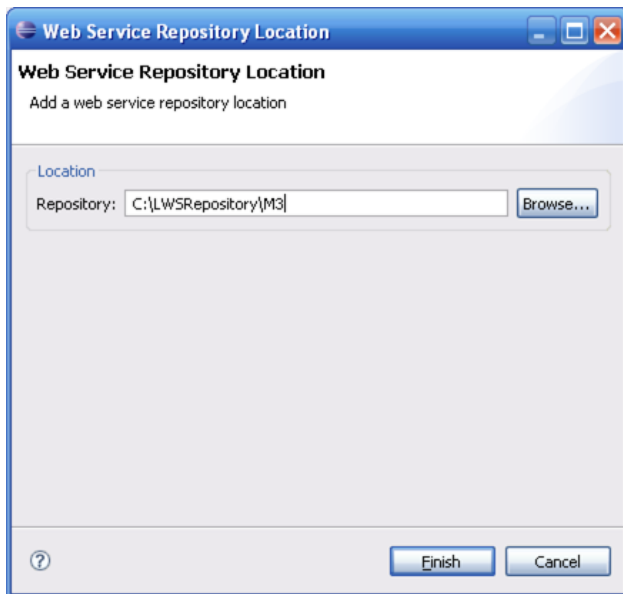 Web Service Repository Location
Web Service Repository Location
Add a web service repository location
Location
Repository: C:\LWSRepository\M3 Browse...
? Finish Cancel